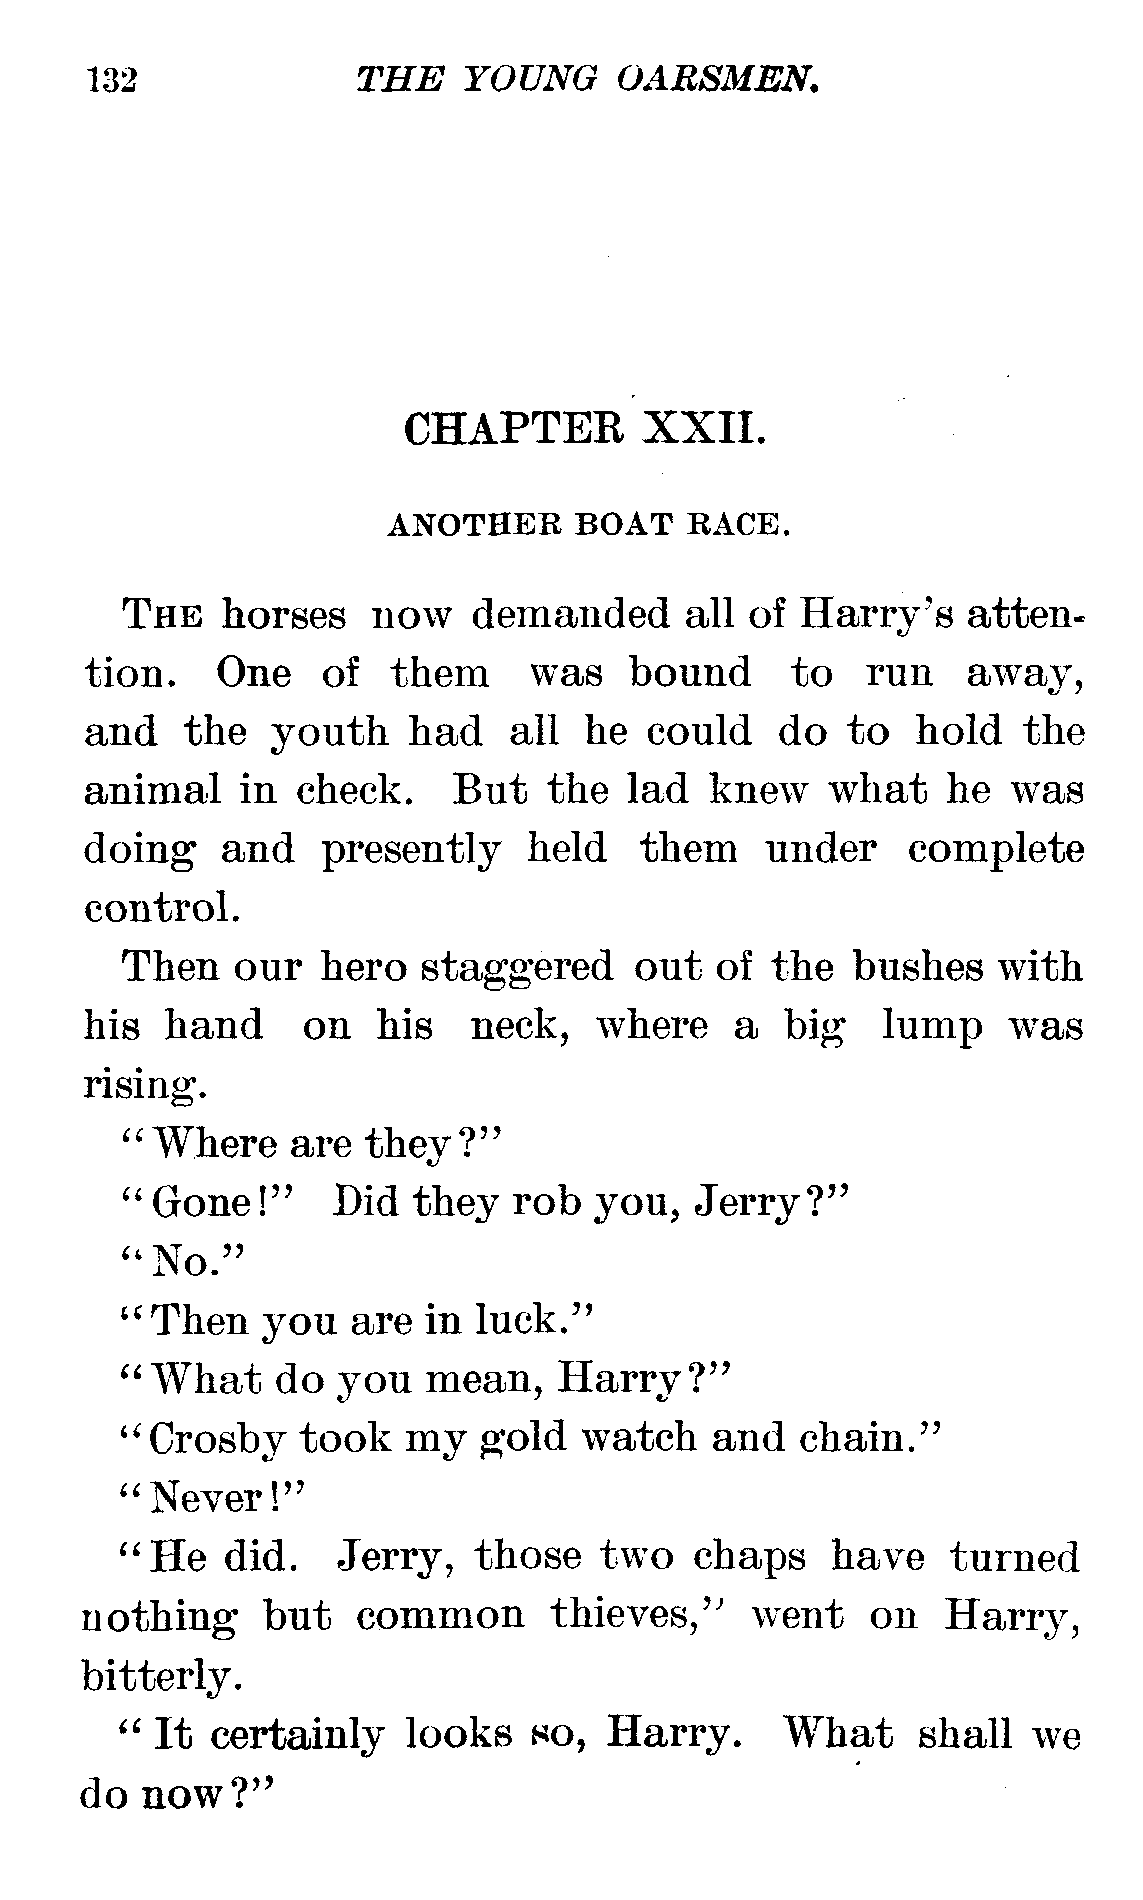 132 THE YOUNG OARSMEN.
CHAPTER XXII.
ANOTHER BOAT RACE.
THE horses now demanded all of Harry's atten-
tion. One of them was bound to run away,
and the youth had all he could do to hold the
animal in check. But the lad knew what he was
doing and presently held them under complete
control.
Then our hero staggered out of the bushes with
his hand on his neck, where a big lump was
rising.
“Where are they?”
“Gone!” Did they rob you, Jerry?”
“No.”
“Then you are in luck.”
“What do you mean, Harry?”
“Crosby took my gold watch and chain.”
“Never!”
“He did. Jerry, those two chaps have turned
nothing but common thieves,” went on Harry,
bitterly.
“It certainly looks so, Harry. What shall we
do now?”